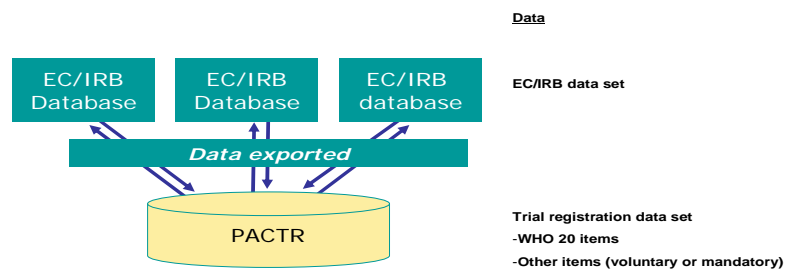 Data
EC/IRB
Database
EC/IRB
Database
EC/IRB
database
EC/IRB data set
Data exported
PACTR
Trial registration data set
-WHO 20 items
-Other items (voluntary or mandatory)